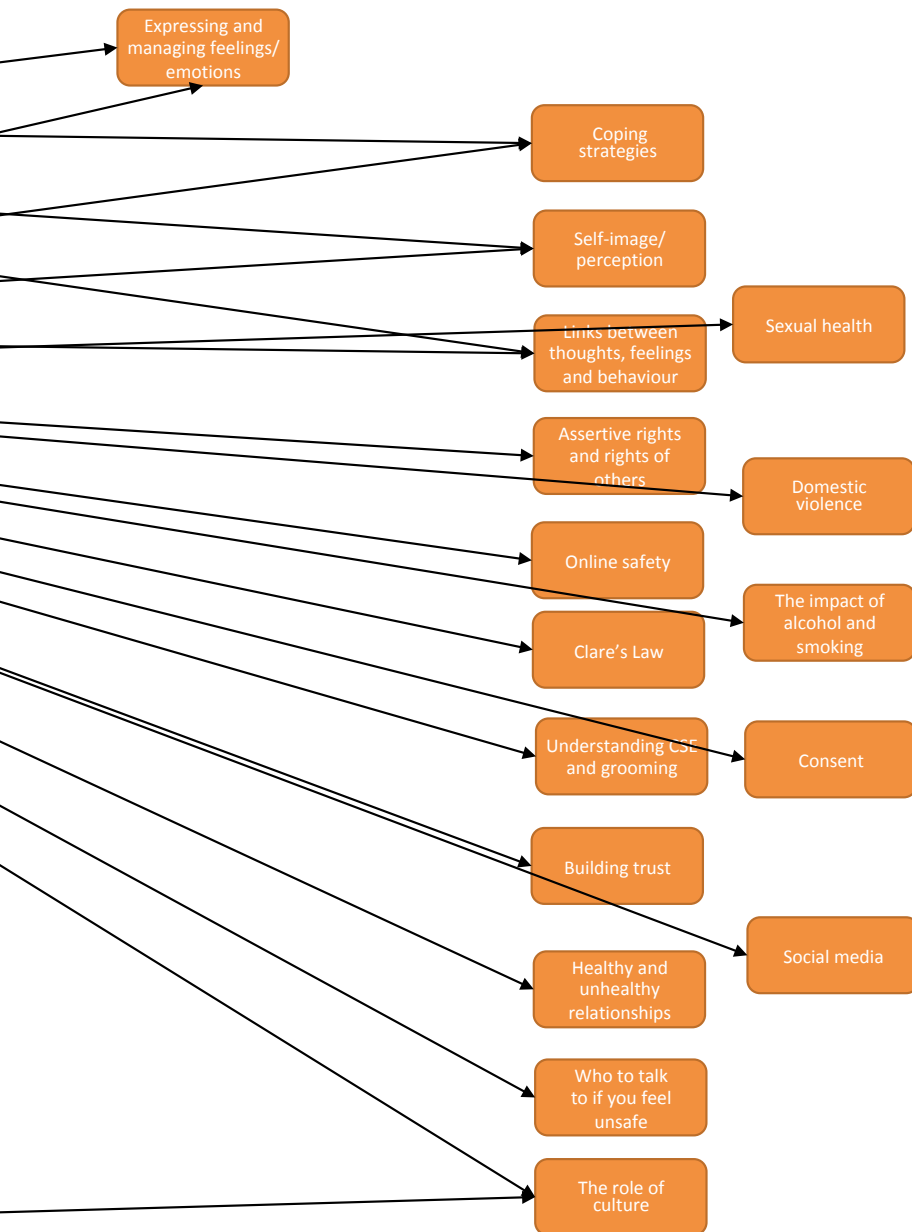 Expressing and
managing feelings/
emotions
Coping
strategies
Self-image/
perception
Links between
thoughts, feelings
and behaviour
Sexual health
Assertive rights
and rights of
others
Domestic
violence
Online safety
The impact of
alcohol and
smoking
Clare’s Law
Understanding CSE
and grooming
Consent
Building trust
Social media
Healthy and
unhealthy
relationships
Who to talk
to if you feel
unsafe
The role of
culture